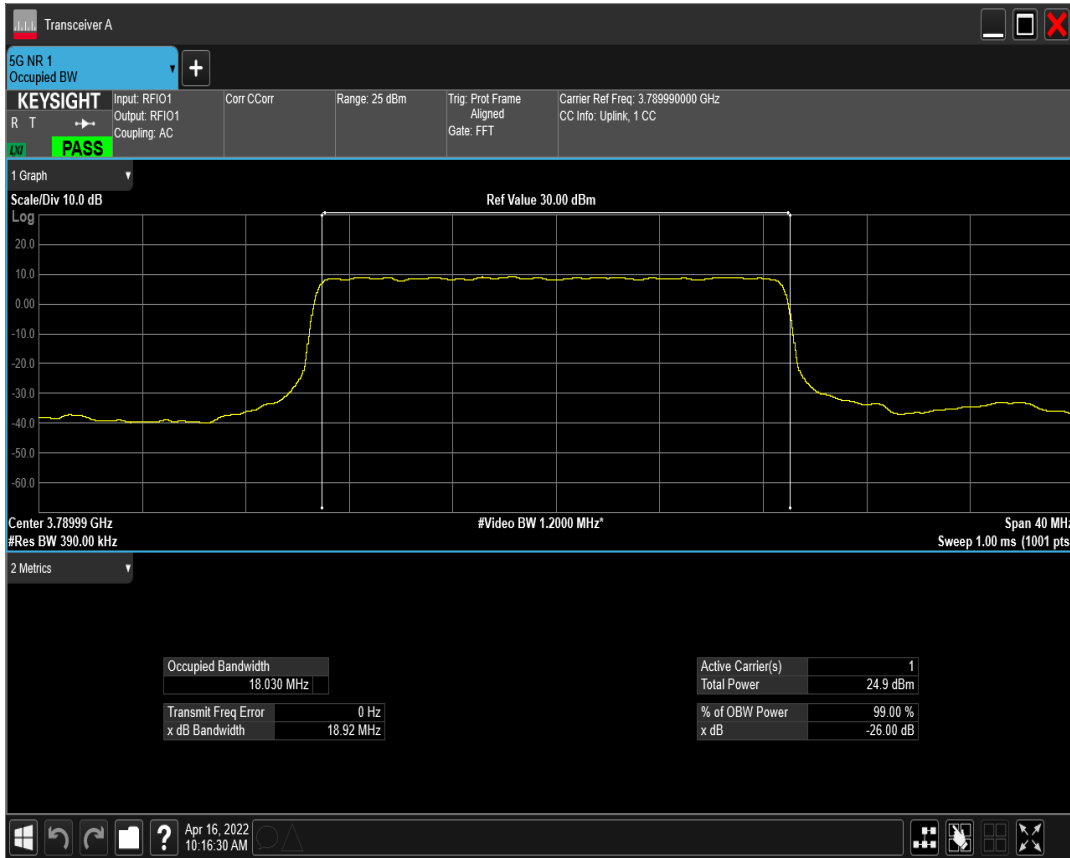 Transceiver A
5G NR 1
Occupied BW
+
KEYSIGHT
R T
LXI
PASS
Input: RFIO1
Output: RFIO1
Coupling: AC
Corr CCorr
Range: 25 dBm
Trig: Prot Frame
Aligned
Gate: FFT
Carrier Ref Freq: 3.789990000 GHz
CC Info: Uplink, 1 CC
1 Graph
Scale/Div 10.0 dB
Ref Value 30.00 dBm
Log
20.0
10.0
0.00
-10.0
-20.0
-30.0
-40.0
-50.0
-60.0
Center 3.78999 GHz
#Video BW 1.2000 MHz*
Span 40 MHz
#Res BW 390.00 kHz
Sweep 1.00 ms (1001 pts
2 Metrics
Occupied Bandwidth
18.030 MHz
Transmit Freq Error 0 Hz
x dB Bandwidth 18.92 MHz
Active Carrier(s) 1
Total Power 24.9 dBm
% of OBW Power 99.00 %
x dB -26.00 dB
?
Apr 16, 2022
10:16:30 AM